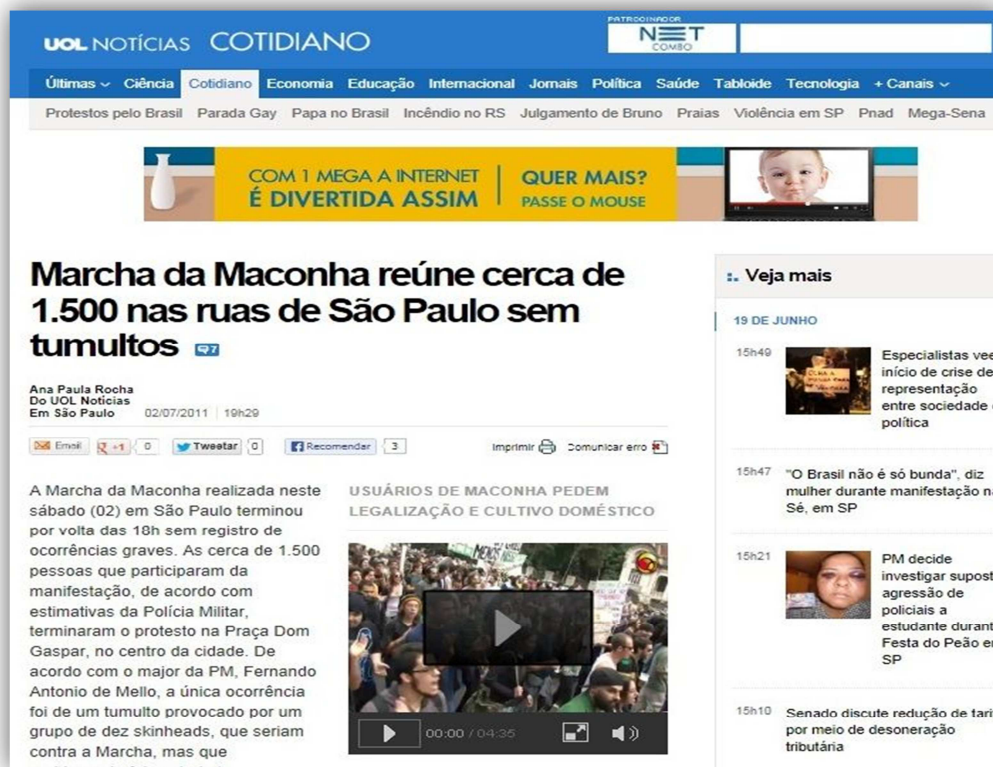 PATROCINADOR
UOL NOTÍCIAS COTIDIANO
NET
COMBO
Últimas Ciência Cotidiano Economia Educação Internacional Jornais Política Saúde Tabloide Tecnologia + Canais
Protestos pelo Brasil Parada Gay Papa no Brasil Incêndio no RS Julgamento de Bruno Praias Violência em SP Pnad Mega-Sena
COM 1 MEGA A INTERNET
É DIVERTIDA ASSIM
QUER MAIS?
PASSE O MOUSE
Marcha da Maconha reúne cerca de
1.500 nas ruas de São Paulo sem
tumultos 7
Ana Paula Rocha
Do UOL Notícias
Em São Paulo 02/07/2011 | 19h29
Email +1 0 Tweetar 0 Recomendar 3 Imprimir Comunicar erro
A Marcha da Maconha realizada neste
sábado (02) em São Paulo terminou
por volta das 18h sem registro de
ocorrências graves. As cerca de 1.500
pessoas que participaram da
manifestação, de acordo com
estimativas da Polícia Militar,
terminaram o protesto na Praça Dom
Gaspar, no centro da cidade. De
acordo com o major da PM, Fernando
Antonio de Mello, a única ocorrência
foi de um tumulto provocado por um
grupo de dez skinheads, que seriam
contra a Marcha, mas que
USUÁRIOS DE MACONHA PEDEM
LEGALIZAÇÃO E CULTIVO DOMÉSTICO
00:00 / 04:35
:. Veja mais
19 DE JUNHO
15h49
Especialistas vee
início de crise de
representação
entre sociedade
política
15h47
"O Brasil não é só bunda", diz
mulher durante manifestação n
Sé, em SP
15h21
PM decide
investigar supost
agressão de
policiais a
estudante durant
Festa do Peão e
SP
15h10
Senado discute redução de tari
por meio de desoneração
tributária